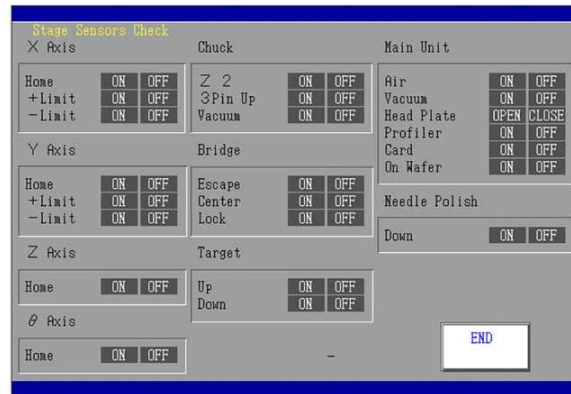 Stage Sensors Check
X Axis
Home ON OFF
+Limit ON OFF
-Limit ON OFF
Y Axis
Home ON OFF
+Limit ON OFF
-Limit ON OFF
Z Axis
Home ON OFF
θ Axis
Home ON OFF
Chuck
Z 2 ON OFF
3Pin Up ON OFF
Vacuum ON OFF
Bridge
Escape ON OFF
Center ON OFF
Lock ON OFF
Target
Up ON OFF
Down ON OFF
-
Main Unit
Air ON OFF
Vacuum ON OFF
Head Plate OPEN CLOSE
Profiler ON OFF
Card ON OFF
On Wafer ON OFF
Needle Polish
Down ON OFF
END